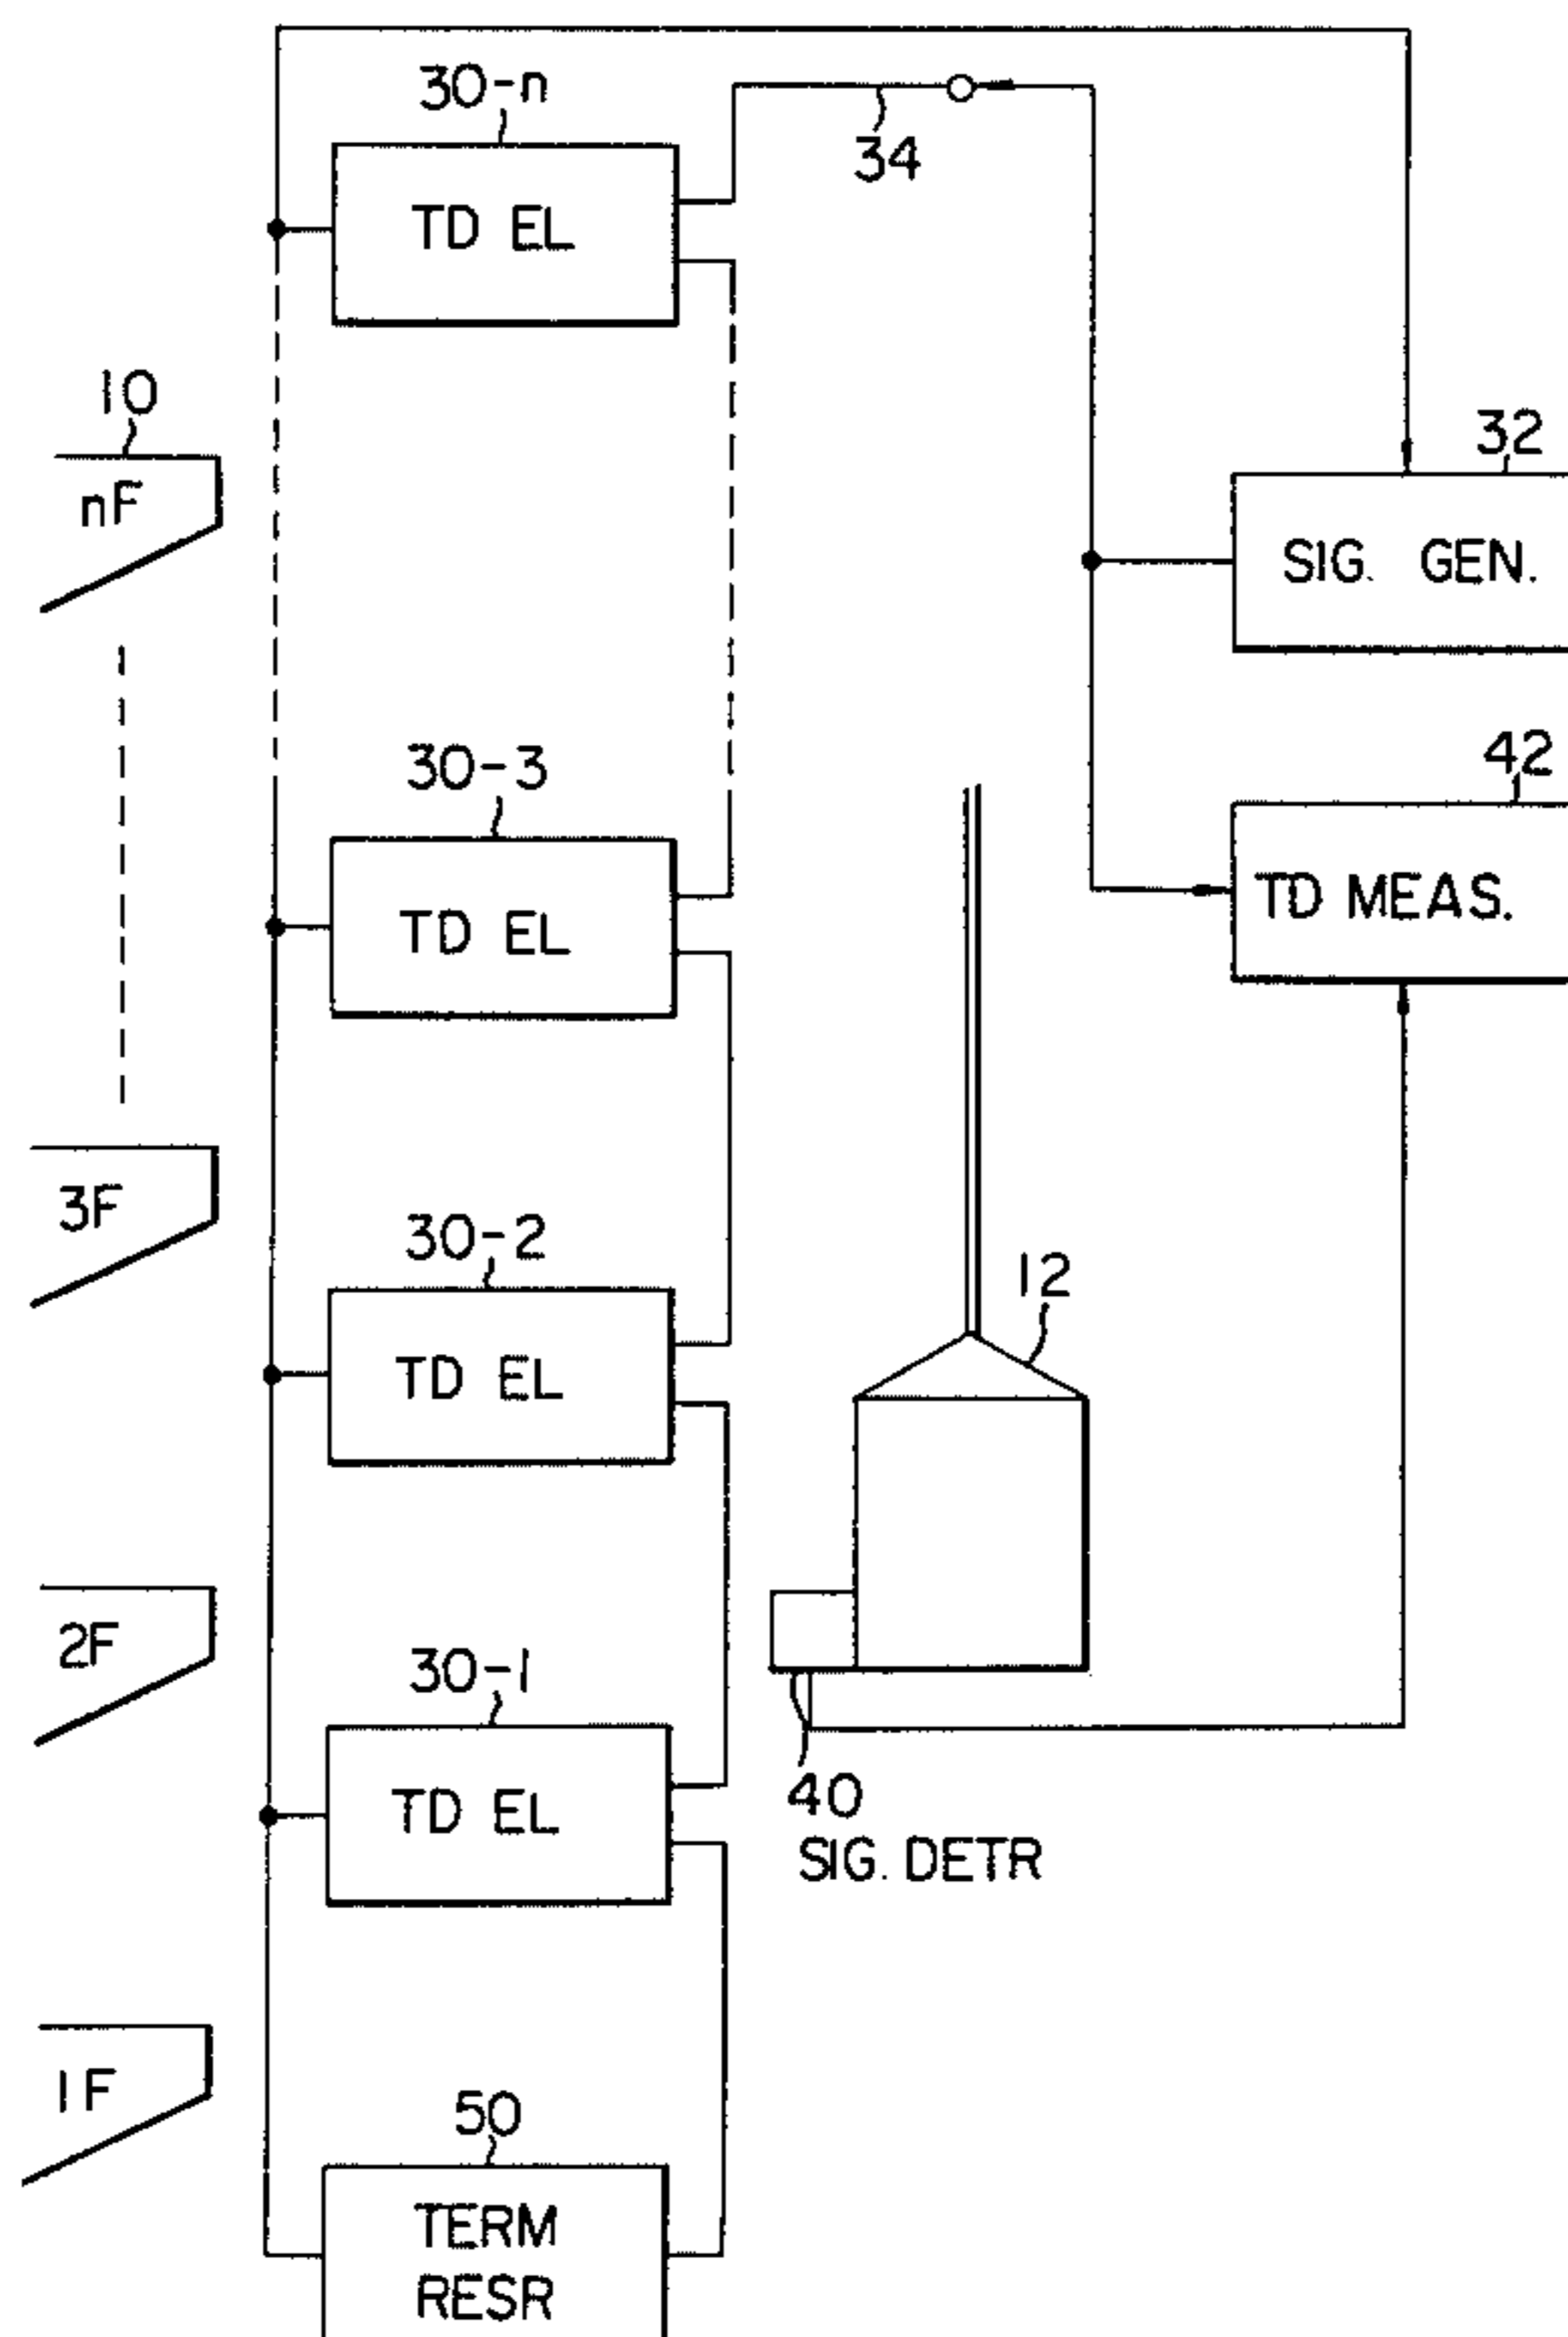 30-n
34
TD EL
10
nF
32
SIG. GEN.
42
TD MEAS.
30-3
TD EL
3F
30-2
TD EL
12
2F
30-1
TD EL
40
SIG. DETR
1F
50
TERM
RESR